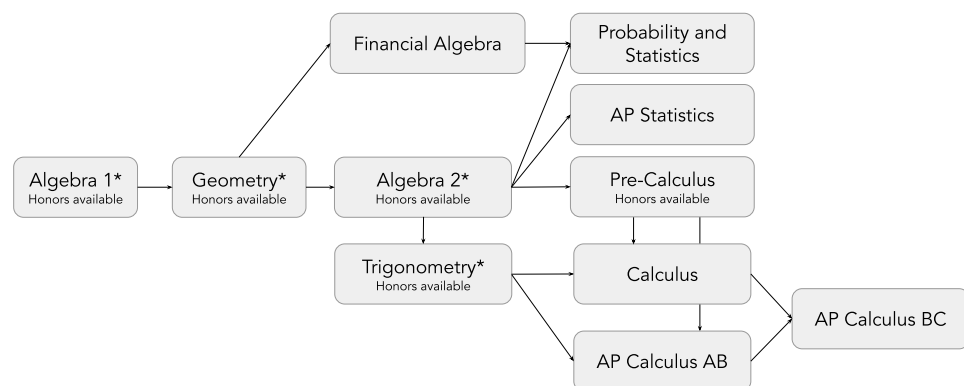 Financial Algebra
Probability and
Statistics
AP Statistics
Algebra 1*
Honors available
Geometry*
Honors available
Algebra 2*
Honors available
Pre-Calculus
Honors available
Trigonometry*
Honors available
Calculus
AP Calculus BC
AP Calculus AB